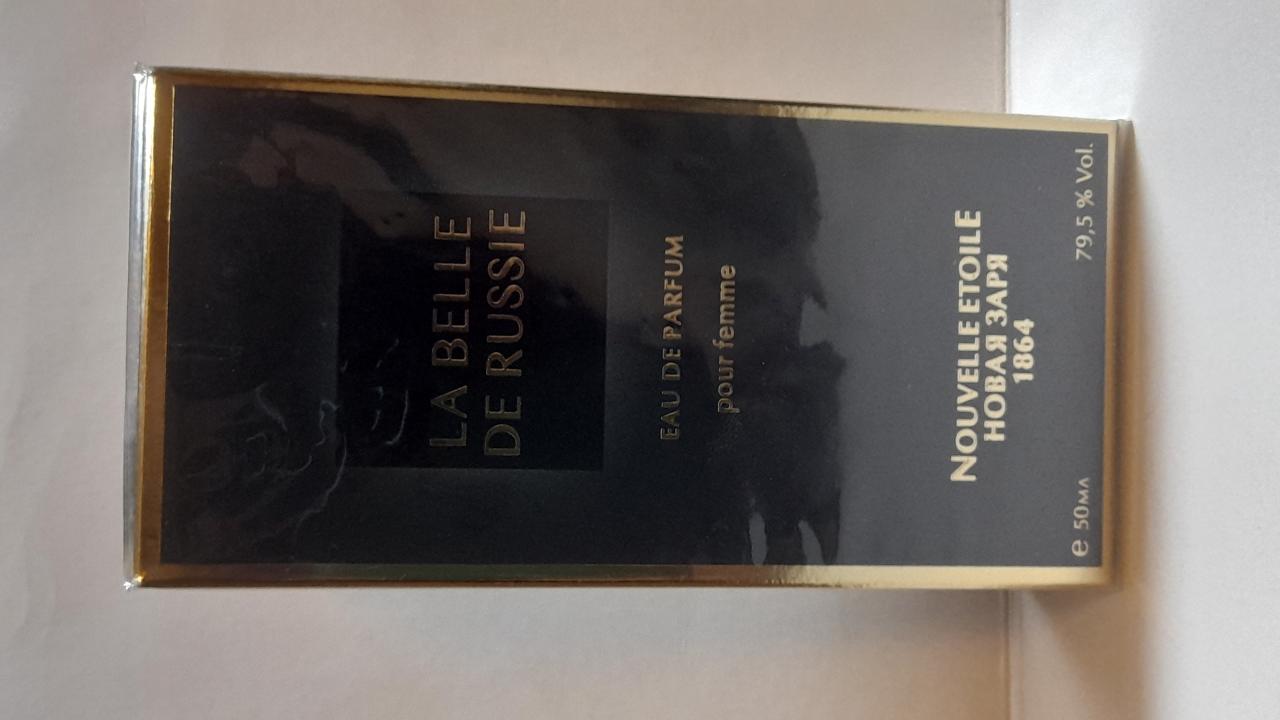 LA BELLE
DE RUSSIE
EAU DE PARFUM
pour femme
NOUVELLE ETOILE
НОВАЯ ЗАРЯ
1864
℮ 50мл 79,5 % Vol.